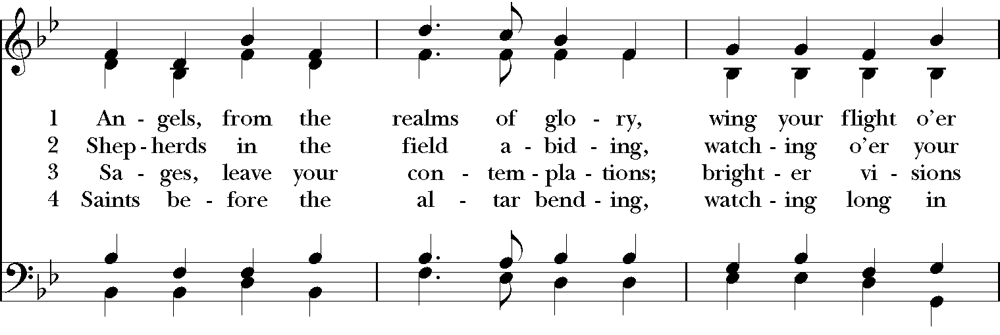 1 An - gels, from the realms of glo - ry, wing your flight o’er
2 Shep - herds in the field a - bid - ing, watch - ing o’er your
3 Sa - ges, leave your con - tem - pla - tions; bright - er vi - sions
4 Saints be - fore the al - tar bend - ing, watch - ing long in